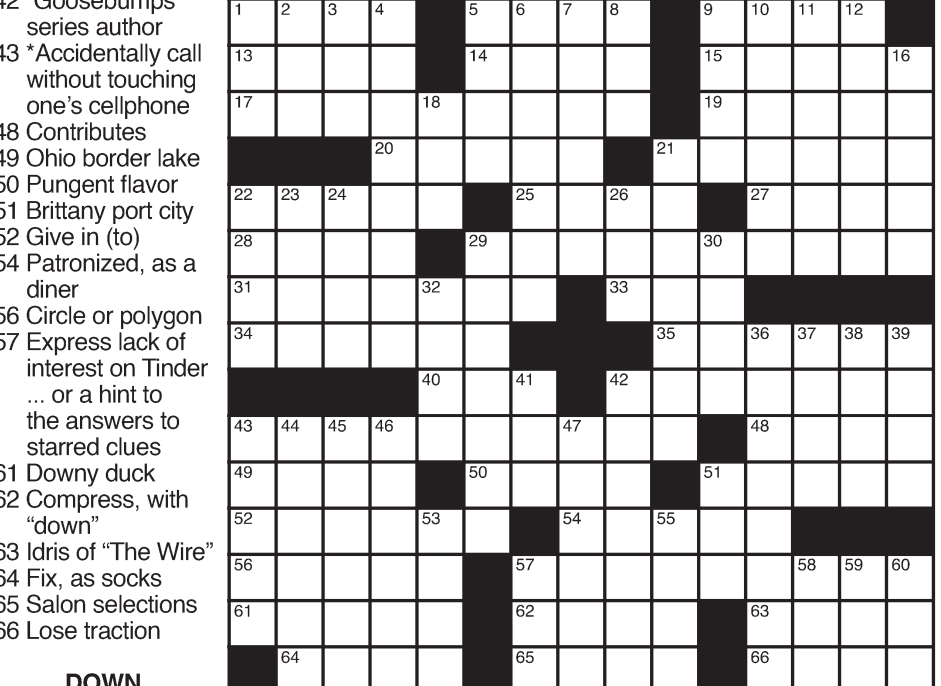 42 “Goosebumps”
series author
43 *Accidentally call
without touching
one’s cellphone
48 Contributes
49 Ohio border lake
50 Pungent flavor
51 Brittany port city
52 Give in (to)
54 Patronized, as a
diner
56 Circle or polygon
57 Express lack of
interest on Tinder
... or a hint to
the answers to
starred clues
61 Downy duck
62 Compress, with
“down”
63 Idris of “The Wire”
64 Fix, as socks
65 Salon selections
66 Lose traction
DOWN
1 2 3 4 5 6 7 8 9 10 11 12
13 14 15 16
17 18 19
20 21
22 23 24 25 26 27
28 29 30
31 32 33
34 35 36 37 38 39
40 41 42
43 44 45 46 47 48
49 50 51
52 53 54 55
56 57 58 59 60
61 62 63
64 65 66